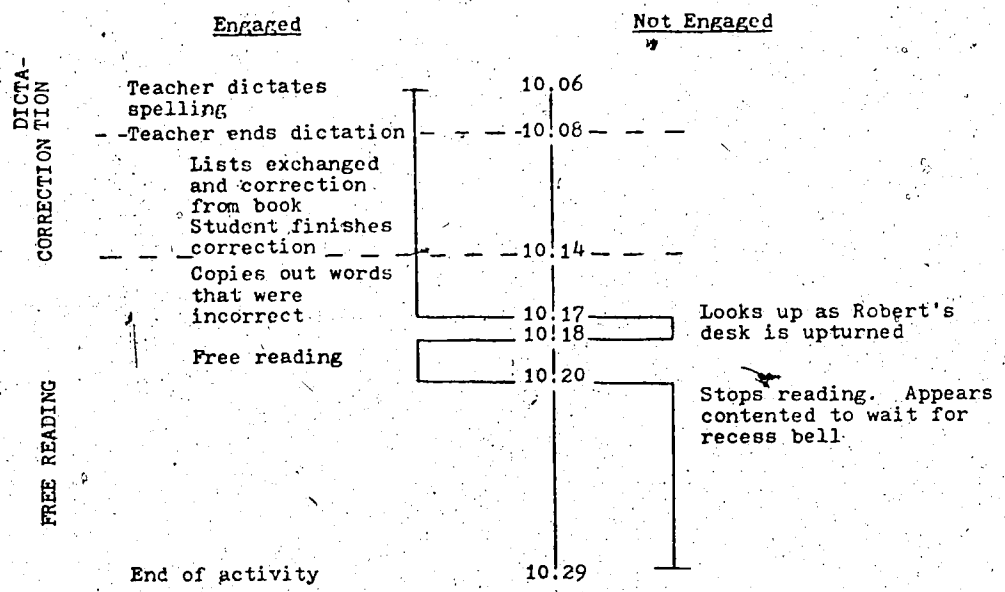 Engaged
Not Engaged
DICTA-
TION
CORRECTION
FREE READING
Teacher dictates
spelling
10.06
Teacher ends dictation
10.08
Lists exchanged
and correction
from book
Student finishes
correction
10.14
Copies out words
that were
incorrect
10.17
Looks up as Robert's
desk is upturned
10.18
Free reading
10.20
Stops reading. Appears
contented to wait for
recess bell
End of activity
10.29